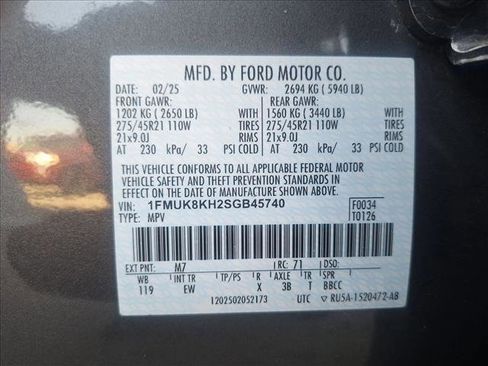 MFD. BY FORD MOTOR CO.
DATE: 02/25 GVWR: 2694 KG ( 5940 LB)
FRONT GAWR: REAR GAWR:
1202 KG ( 2650 LB) WITH 1560 KG ( 3440 LB) WITH
275/45R21 110W TIRES 275/45R21 110W TIRES
21x9.0J RIMS 21x9.0J RIMS
AT 230 kPa/ 33 PSI COLD AT 230 kPa/ 33 PSI COLD
THIS VEHICLE CONFORMS TO ALL APPLICABLE FEDERAL MOTOR
VEHICLE SAFETY AND THEFT PREVENTION STANDARDS IN EFFECT
ON THE DATE OF MANUFACTURE SHOWN ABOVE.
VIN: 1FMUK8KH2SGB45740 F0034
TYPE: MPV T0126
EXT PNT: M7 RC: 71
WB INT TR TP/PS R AXLE TR SPR
119 EW X 3B T BBCC
1202502052173 UTC RU5A-1520472-AB